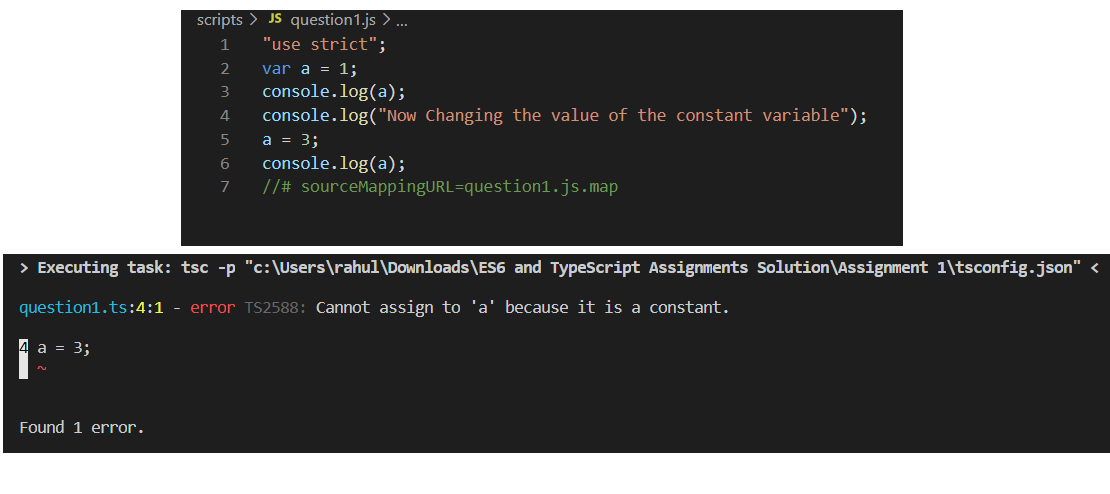 scripts > JS question1.js > ...
1 "use strict";
2 var a = 1;
3 console.log(a);
4 console.log("Now Changing the value of the constant variable");
5 a = 3;
6 console.log(a);
7 //# sourceMappingURL=question1.js.map
> Executing task: tsc -p "c:\Users\rahul\Downloads\ES6 and TypeScript Assignments Solution\Assignment 1\tsconfig.json" <
question1.ts:4:1 - error TS2588: Cannot assign to 'a' because it is a constant.
4 a = 3;
~
Found 1 error.